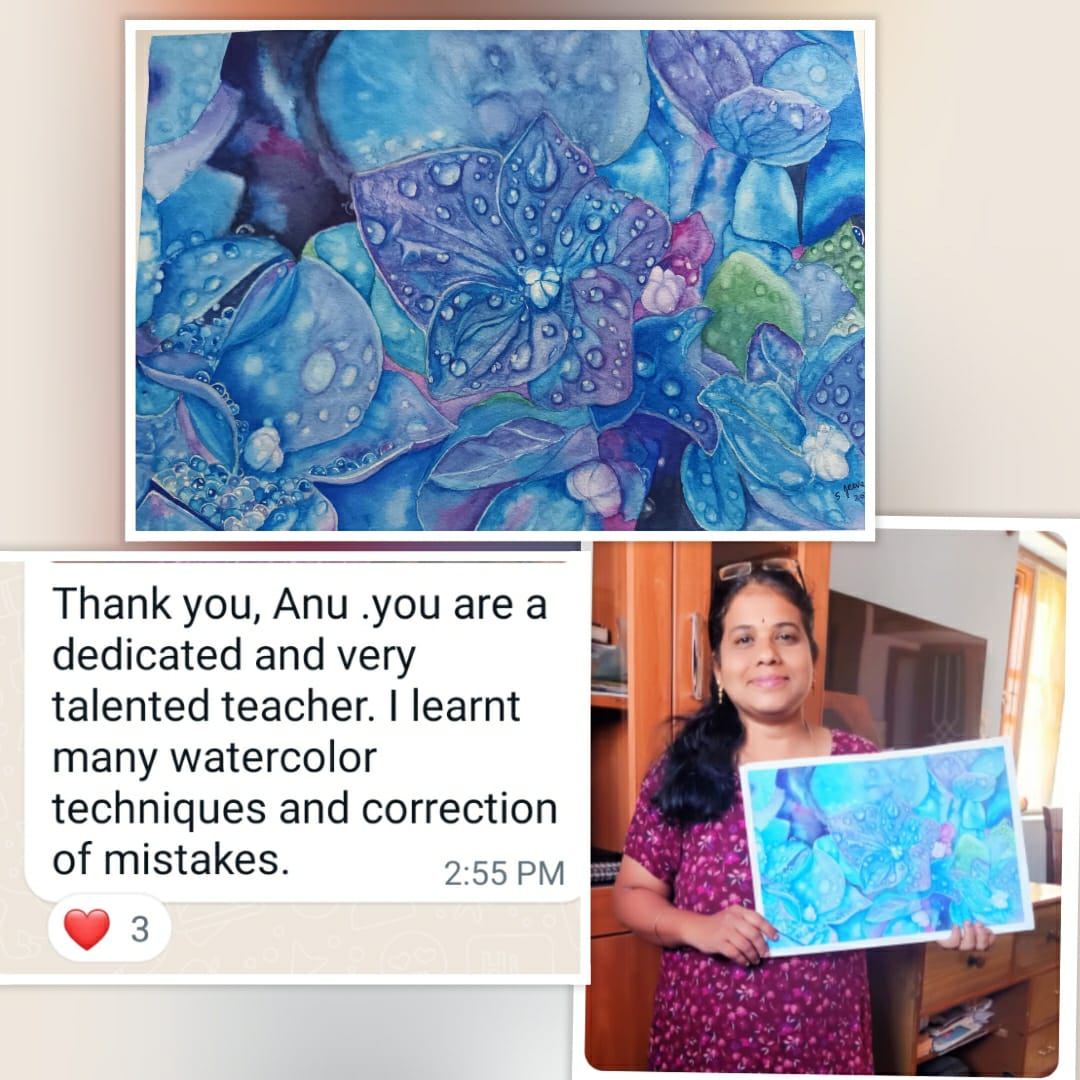 Thank you, Anu .you are a
dedicated and very
talented teacher. I learnt
many watercolor
techniques and correction
of mistakes.
2:55 PM
3